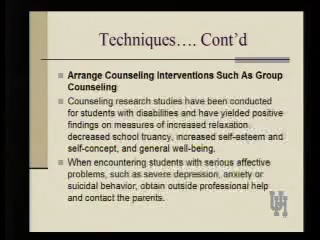 Techniques…. Cont'd
Arrange Counseling Interventions Such As Group
Counseling
Counseling research studies have been conducted
for students with disabilities and have yielded positive
findings on measures of increased relaxation,
decreased school truancy, increased self-esteem and
self-concept, and general well-being.
When encountering students with serious affective
problems, such as severe depression, anxiety or
suicidal behavior, obtain outside professional help
and contact the parents.
UH